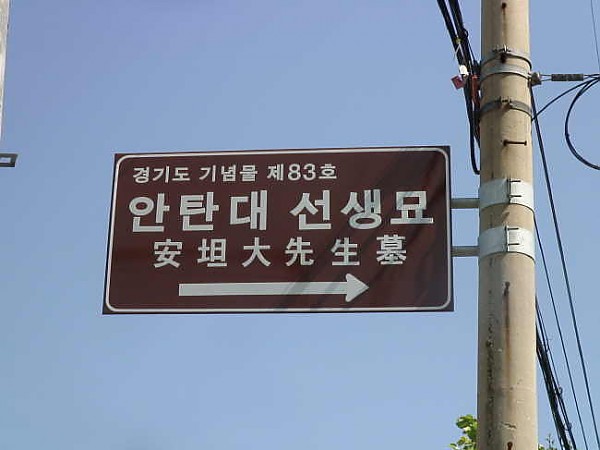 경기도 기념물 제83호
안탄대 선생묘
安坦大先生墓